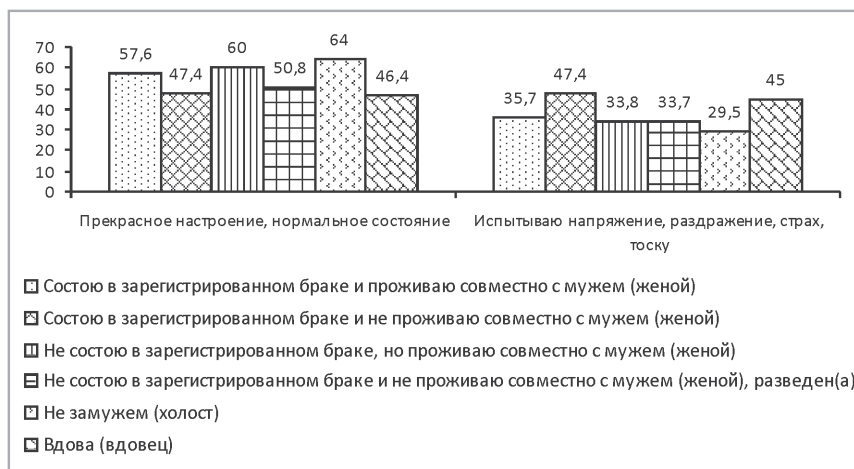 64
60
57,6
50,8
47,4
46,4
47,4
45
35,7
33,8
33,7
29,5
70
60
50
40
30
20
10
0
Прекрасное настроение, нормальное состояние
Испытываю напряжение, раздражение, страх,
тоску
Состою в зарегистрированном браке и проживаю совместно с мужем (женой)
Состою в зарегистрированном браке и не проживаю совместно с мужем (женой)
Не состою в зарегистрированном браке, но проживаю совместно с мужем (женой)
Не состою в зарегистрированном браке и не проживаю совместно с мужем (женой), разведен(а)
Не замужем (холост)
Вдова (вдовец)